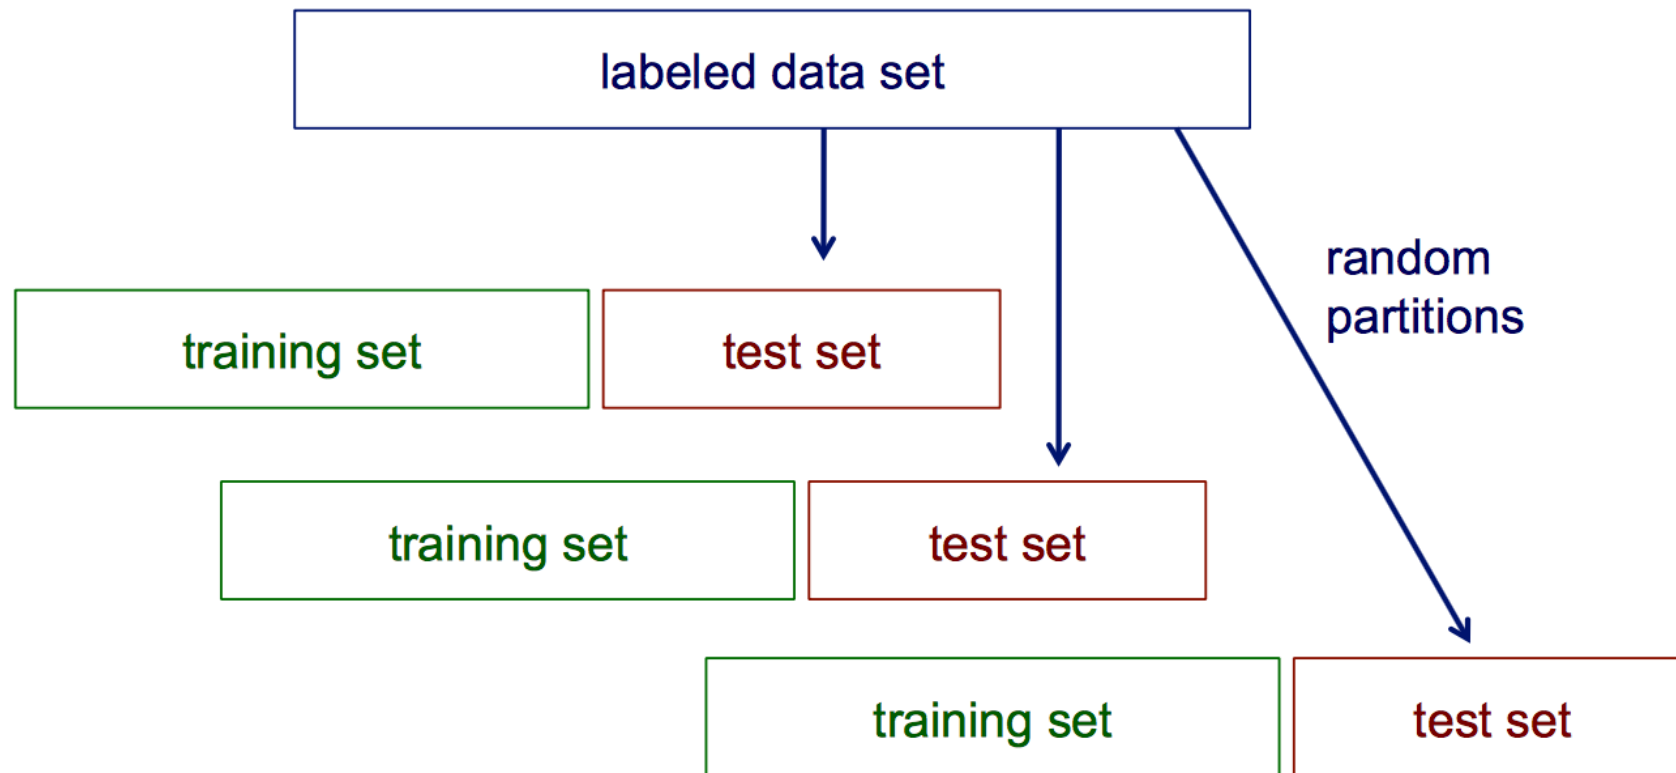 labeled data set
random
partitions
training set
test set
training set
test set
training set
test set